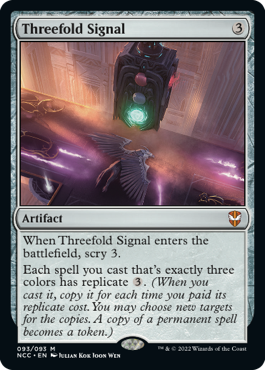 Threefold Signal 3
Artifact
When Threefold Signal enters the
battlefield, scry 3.
Each spell you cast that's exactly three
colors has replicate 3. (When you
cast it, copy it for each time you paid its
replicate cost. You may choose new targets
for the copies. A copy of a permanent spell
becomes a token.)
093/093 M
NCC • EN Julian Kok Joon Wen
™ & © 2022 Wizards of the Coast